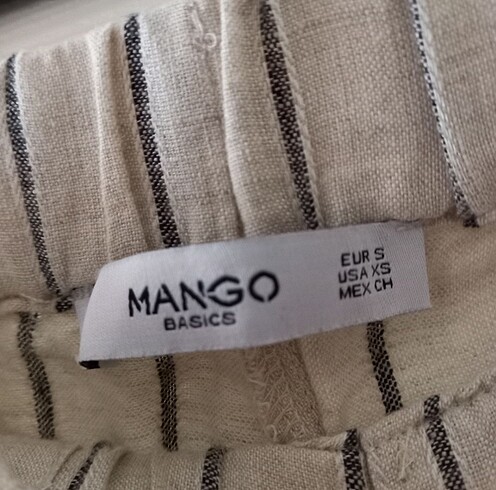 MANGO
BASICS
EUR S
USA XS
MEX CH